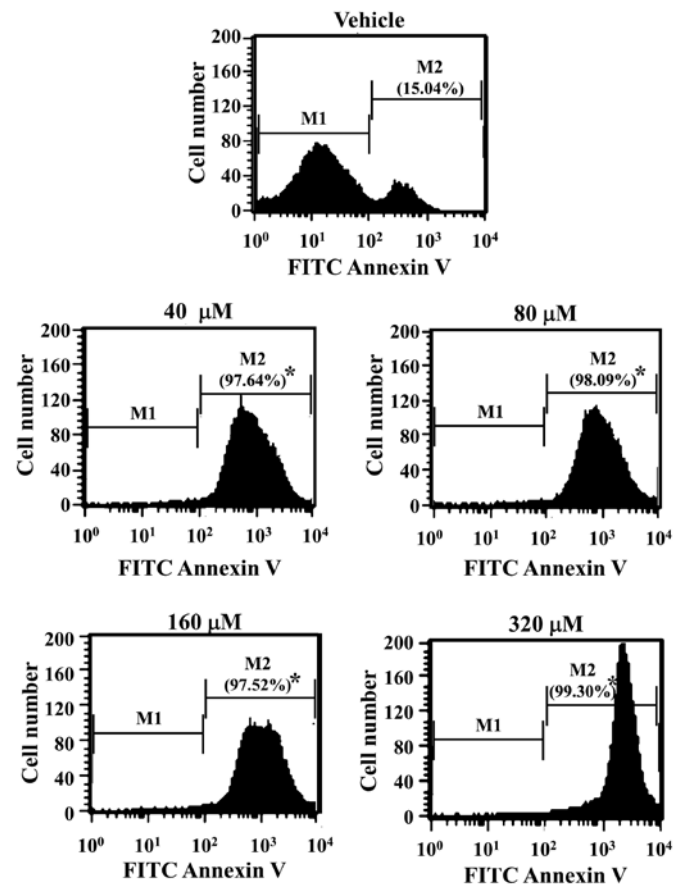 Vehicle
200
160
120
80
40
0
Cell number
M1
M2
(15.04%)
10⁰ 10¹ 10² 10³ 10⁴
FITC Annexin V
40 μM
200
160
120
80
40
0
Cell number
M1
M2
(97.64%)*
10⁰ 10¹ 10² 10³ 10⁴
FITC Annexin V
80 μM
200
160
120
80
40
0
Cell number
M1
M2
(98.09%)*
10⁰ 10¹ 10² 10³ 10⁴
FITC Annexin V
160 μM
200
160
120
80
40
0
Cell number
M1
M2
(97.52%)*
10⁰ 10¹ 10² 10³ 10⁴
FITC Annexin V
320 μM
200
160
120
80
40
0
Cell number
M1
M2
(99.30%)*
10⁰ 10¹ 10² 10³ 10⁴
FITC Annexin V